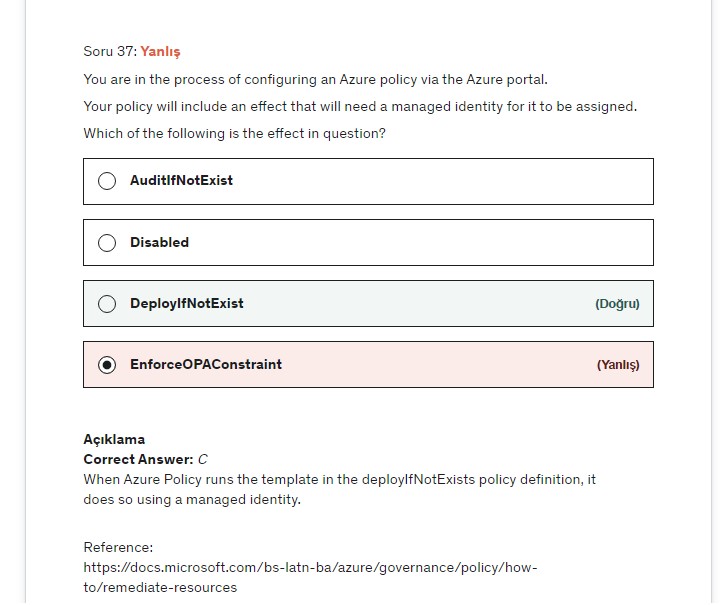 Soru 37: Yanlış
You are in the process of configuring an Azure policy via the Azure portal.
Your policy will include an effect that will need a managed identity for it to be assigned.
Which of the following is the effect in question?
AuditIfNotExist
Disabled
DeployIfNotExist (Doğru)
EnforceOPAConstraint (Yanlış)
Açıklama
Correct Answer: C
When Azure Policy runs the template in the deployIfNotExists policy definition, it
does so using a managed identity.
Reference:
https://docs.microsoft.com/bs-latn-ba/azure/governance/policy/how-
to/remediate-resources